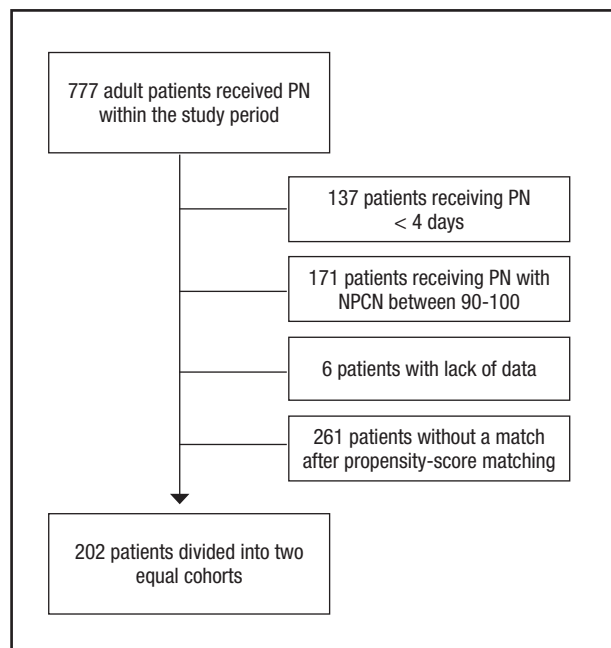 777 adult patients received PN
within the study period
137 patients receiving PN
< 4 days
171 patients receiving PN with
NPCN between 90-100
6 patients with lack of data
261 patients without a match
after propensity-score matching
202 patients divided into two
equal cohorts